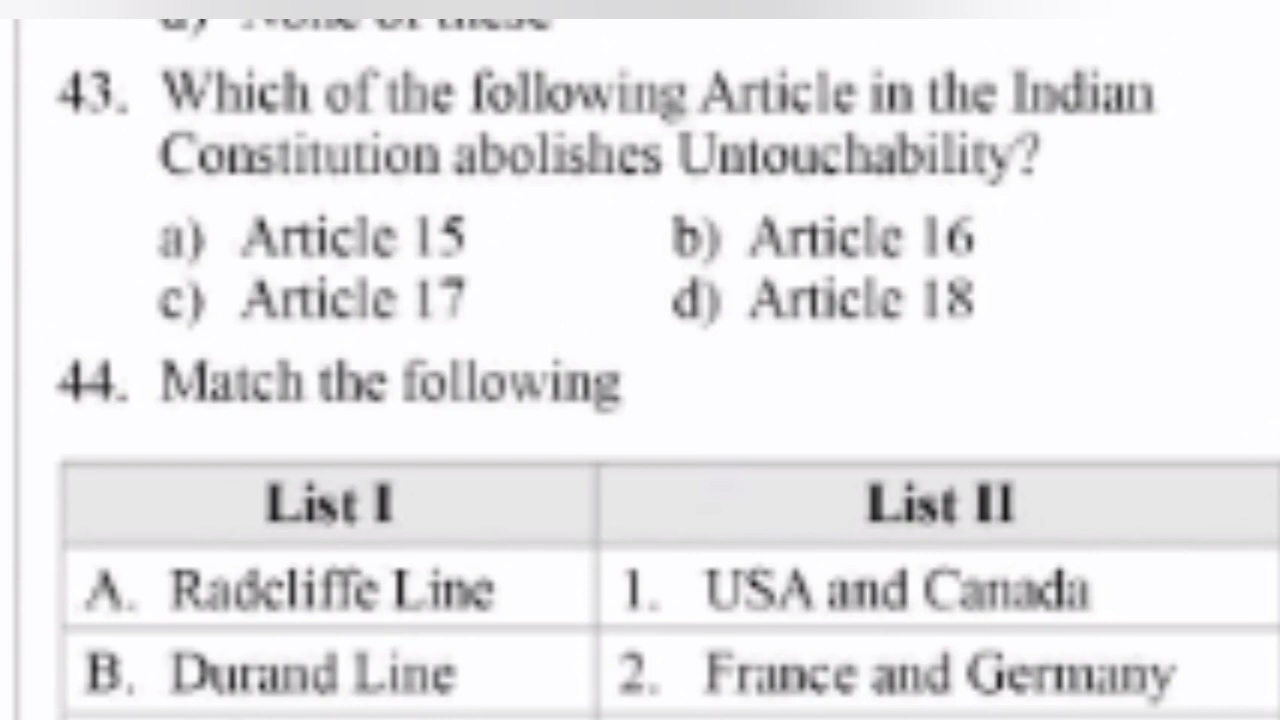 43. Which of the following Article in the Indian
Constitution abolishes Untouchability?
a) Article 15 b) Article 16
c) Article 17 d) Article 18
44. Match the following
List I List II
A. Radcliffe Line 1. USA and Canada
B. Durand Line 2. France and Germany